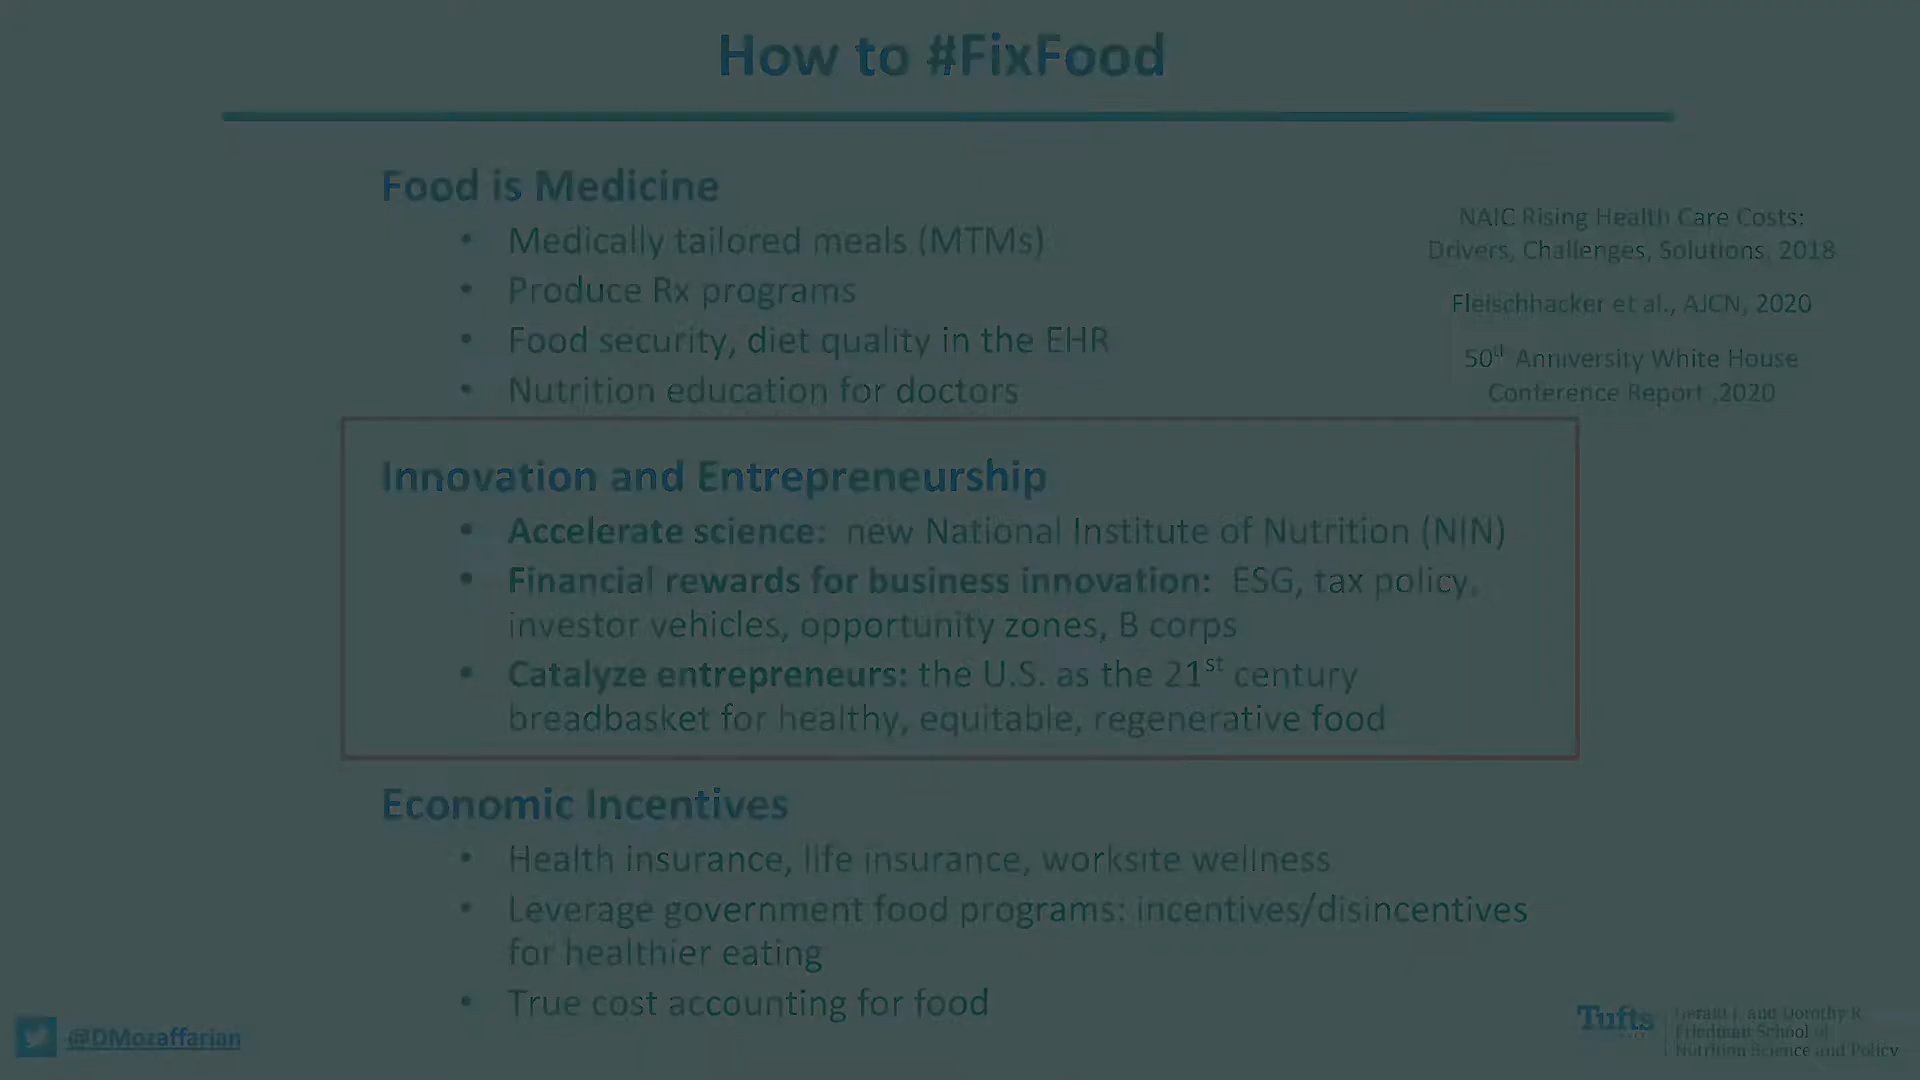 How to #FixFood
Food is Medicine
• Medically tailored meals (MTMs)
• Produce Rx programs
• Food security, diet quality in the EHR
• Nutrition education for doctors
NAIC Rising Health Care Costs:
Drivers, Challenges, Solutions, 2018
Fleischhacker et al., AJCN, 2020
50th Anniversity White House
Conference Report ,2020
Innovation and Entrepreneurship
• Accelerate science: new National Institute of Nutrition (NIN)
• Financial rewards for business innovation: ESG, tax policy,
investor vehicles, opportunity zones, B corps
• Catalyze entrepreneurs: the U.S. as the 21st century
breadbasket for healthy, equitable, regenerative food
Economic Incentives
• Health insurance, life insurance, worksite wellness
• Leverage government food programs: incentives/disincentives
for healthier eating
• True cost accounting for food
@DMozaffarian
Tufts
Gerald J. and Dorothy R.
Friedman School of
Nutrition Science and Policy